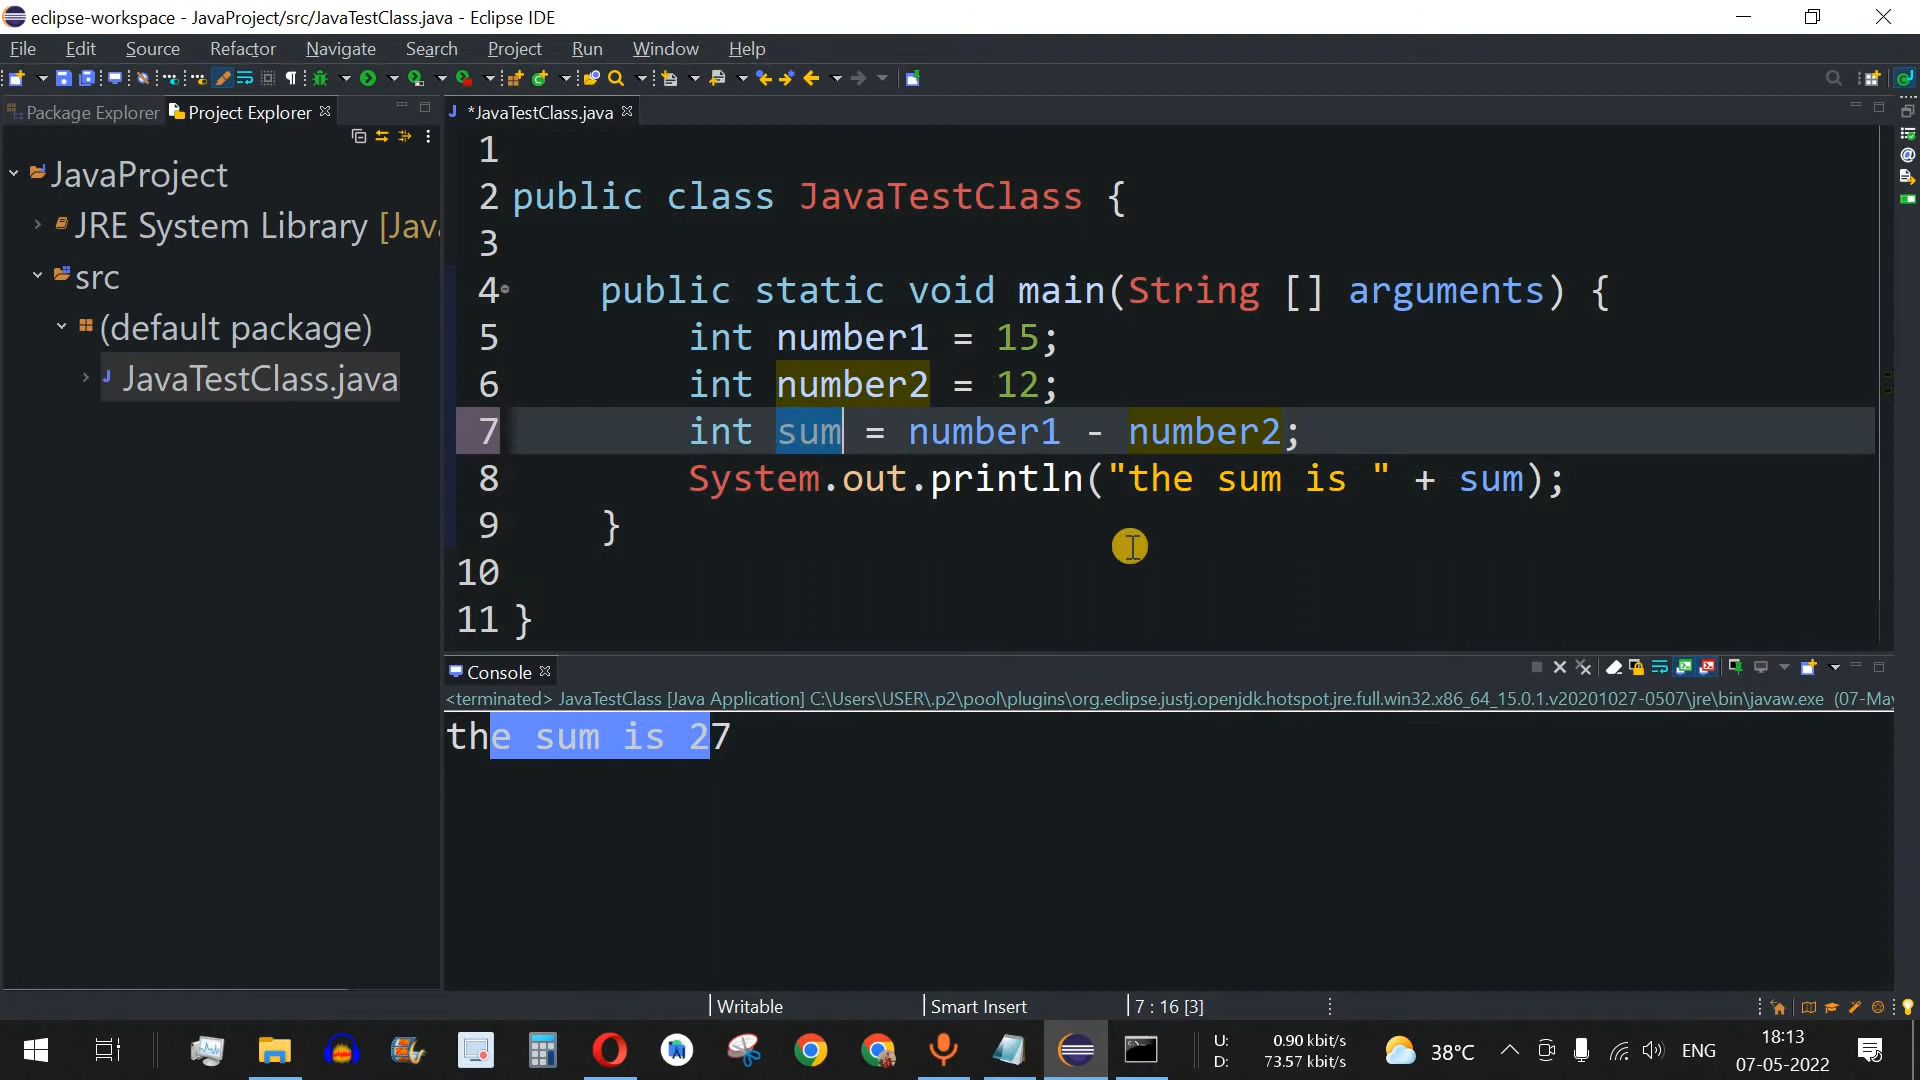 eclipse-workspace - JavaProject/src/JavaTestClass.java - Eclipse IDE
File Edit Source Refactor Navigate Search Project Run Window Help
Package Explorer Project Explorer
*JavaTestClass.java
JavaProject
JRE System Library [Jav
src
(default package)
JavaTestClass.java
1
2 public class JavaTestClass {
3
4 public static void main(String [] arguments) {
5 int number1 = 15;
6 int number2 = 12;
7 int sum = number1 - number2;
8 System.out.println("the sum is " + sum);
9 }
10
11 }
Console
<terminated> JavaTestClass [Java Application] C:\Users\USER\.p2\pool\plugins\org.eclipse.justj.openjdk.hotspot.jre.full.win32.x86_64_15.0.1.v20201027-0507\jre\bin\javaw.exe (07-May
the sum is 27
Writable Smart Insert 7 : 16 [3]
U: 0.90 kbit/s
D: 73.57 kbit/s
38°C
ENG
18:13
07-05-2022